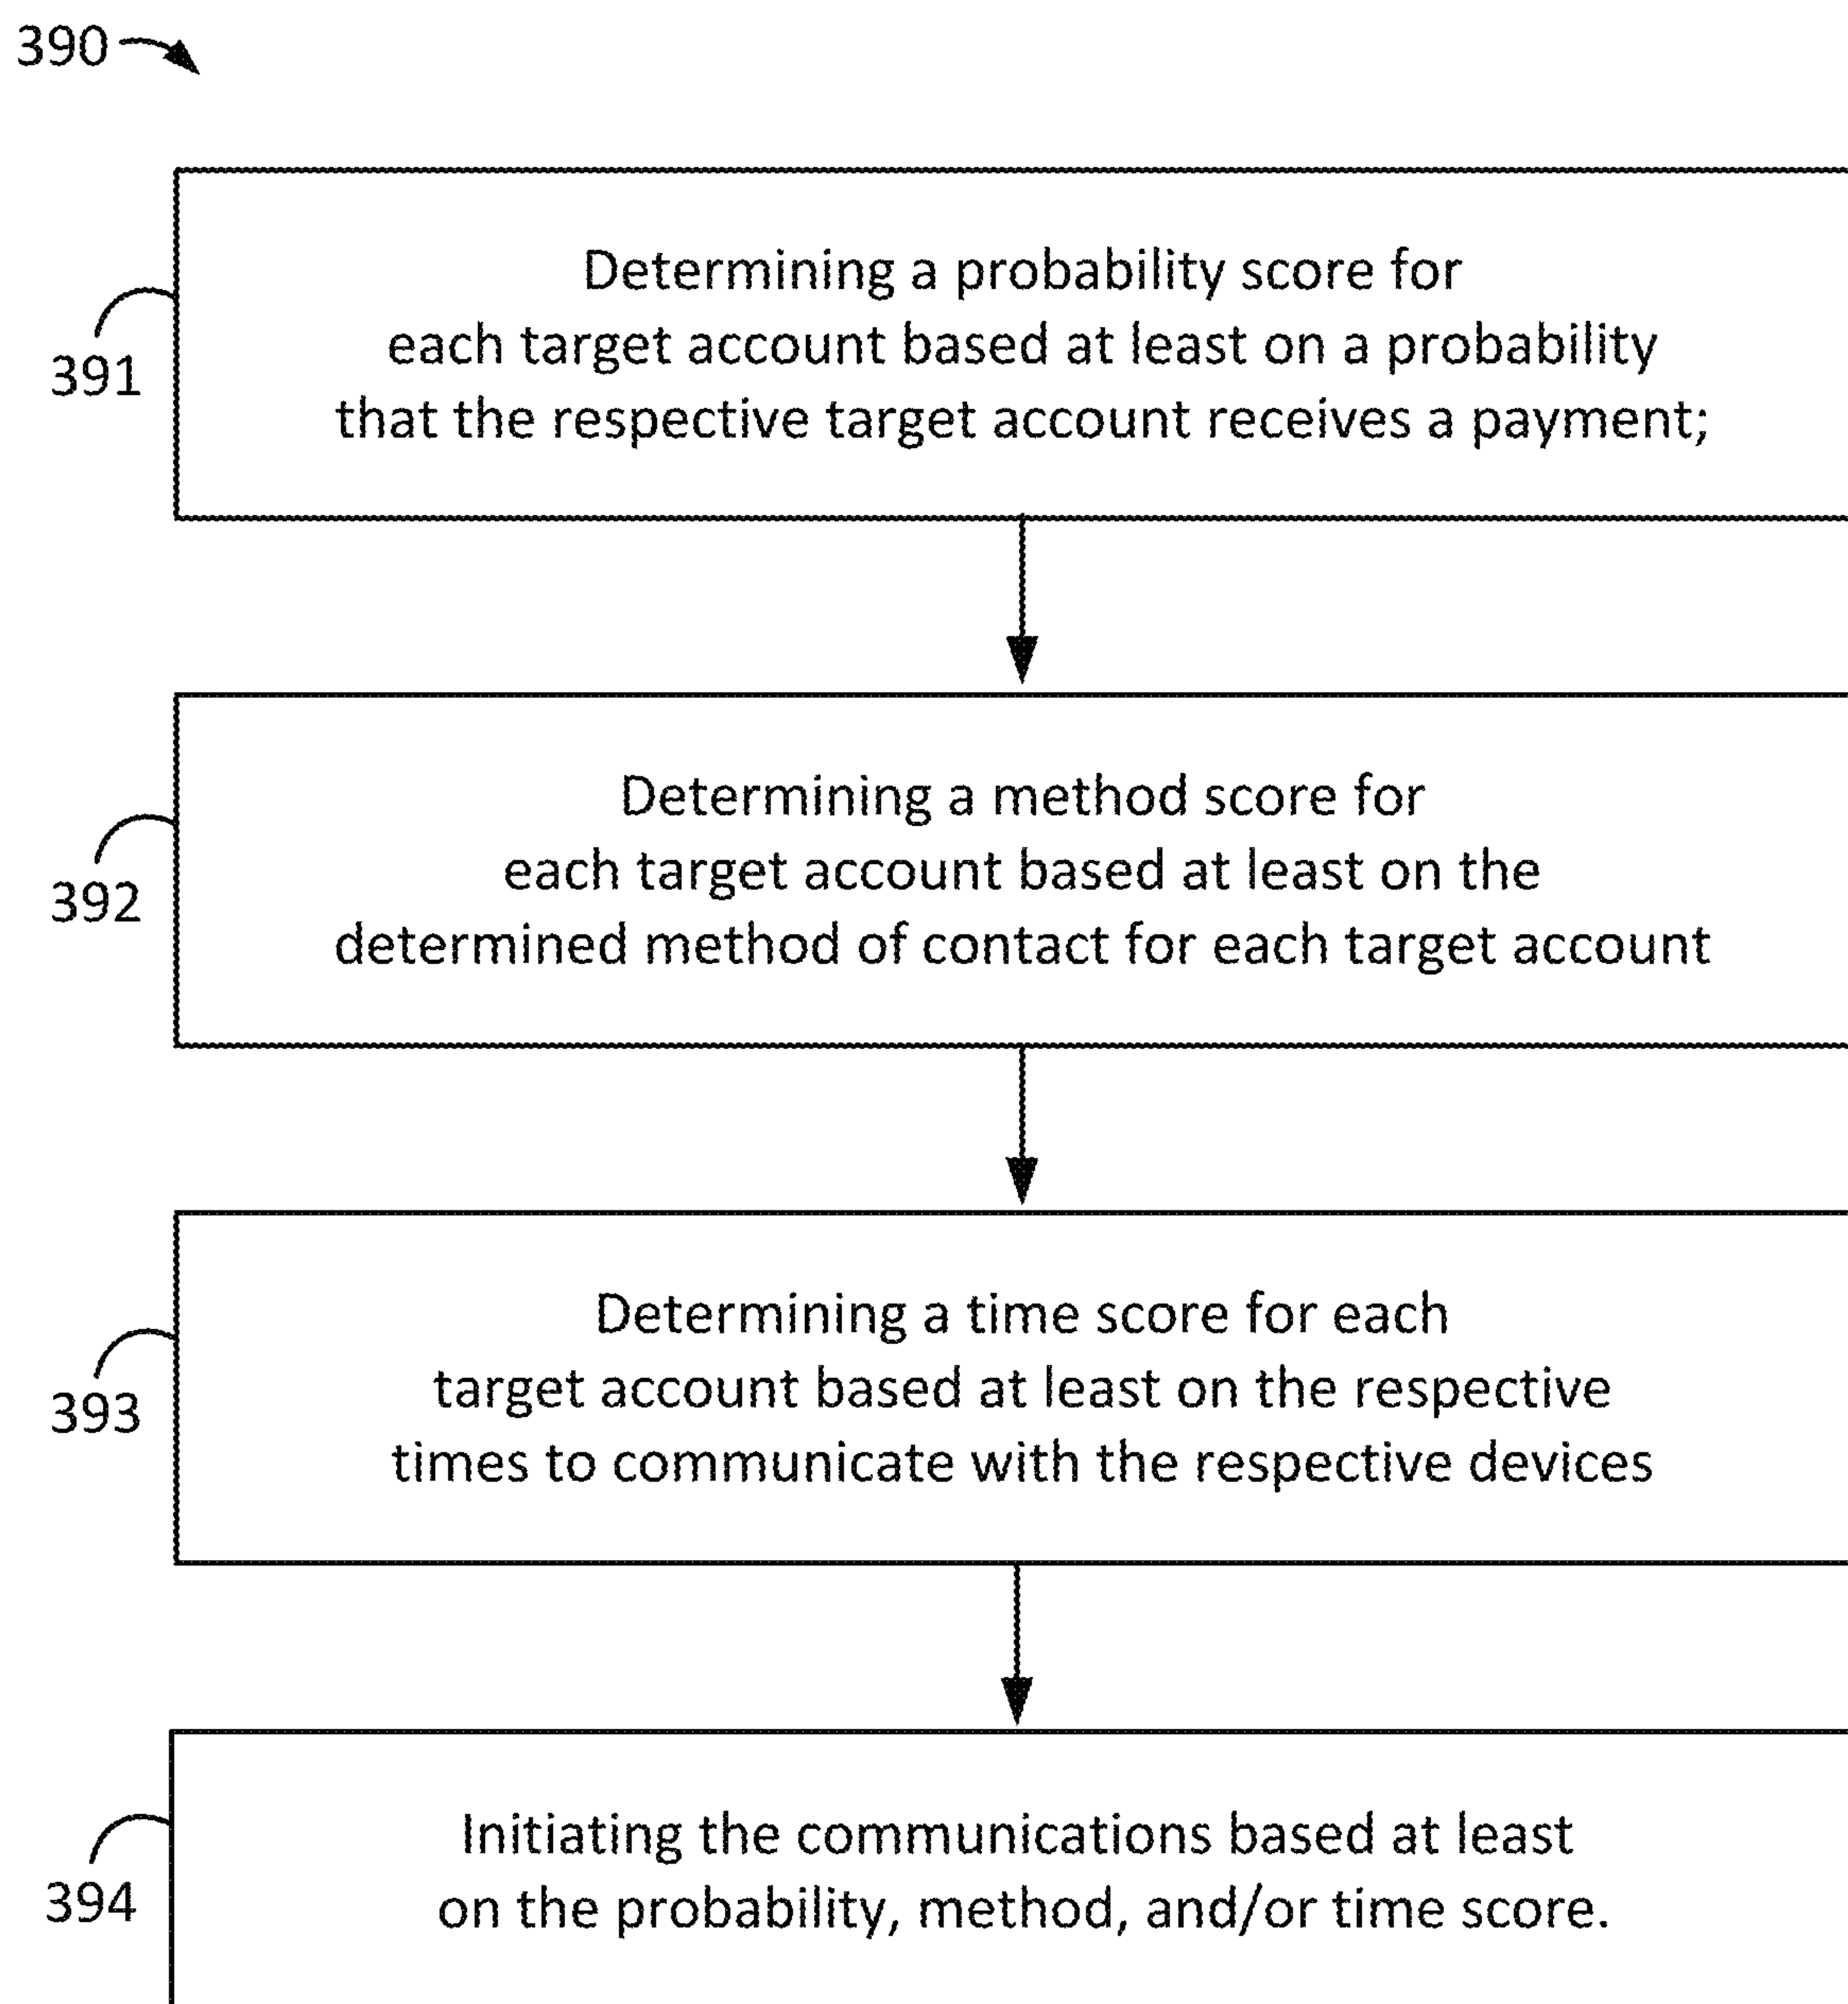 390
Determining a probability score for
each target account based at least on a probability
that the respective target account receives a payment;
391
Determining a method score for
each target account based at least on the
determined method of contact for each target account
392
Determining a time score for each
target account based at least on the respective
times to communicate with the respective devices
393
Initiating the communications based at least
on the probability, method, and/or time score.
394